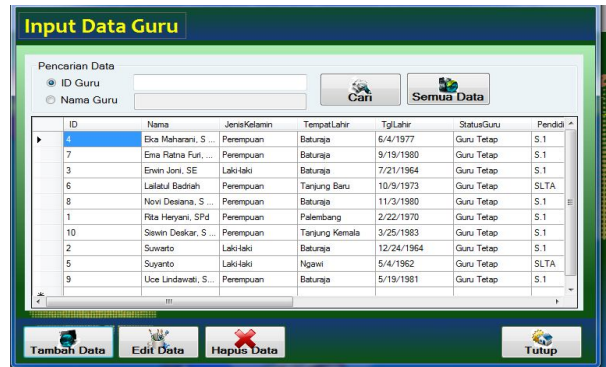 Input Data Guru
Pencarian Data
ID Guru
Nama Guru
Cari
Semua Data
ID Nama JenisKelamin TempatLahir TglLahir StatusGuru Pendidi
4 Eka Maharani, S ... Perempuan Baturaja 6/4/1977 Guru Tetap S.1
7 Ema Ratna Furi, ... Perempuan Baturaja 9/19/1980 Guru Tetap S.1
3 Erwin Joni, SE Laki-laki Baturaja 7/21/1964 Guru Tetap S.1
6 Lailatul Badriah Perempuan Tanjung Baru 10/9/1973 Guru Tetap SLTA
8 Novi Desiana, S ... Perempuan Baturaja 11/3/1980 Guru Tetap S.1
1 Rita Heryani, SPd Perempuan Palembang 2/22/1970 Guru Tetap S.1
10 Siswin Deskar, S ... Perempuan Tanjung Kemala 3/25/1983 Guru Tetap S.1
2 Suwarto Laki-laki Baturaja 12/24/1964 Guru Tetap S.1
5 Suyanto Laki-laki Ngawi 5/4/1962 Guru Tetap SLTA
9 Uce Lindawati, S... Perempuan Baturaja 5/19/1981 Guru Tetap S.1
Tambah Data
Edit Data
Hapus Data
Tutup